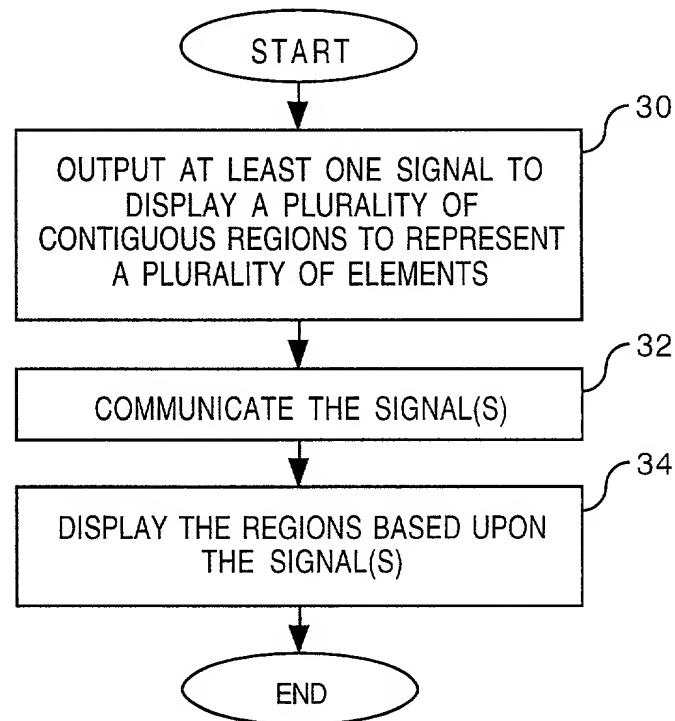 START
30
OUTPUT AT LEAST ONE SIGNAL TO
DISPLAY A PLURALITY OF
CONTIGUOUS REGIONS TO REPRESENT
A PLURALITY OF ELEMENTS
32
COMMUNICATE THE SIGNAL(S)
34
DISPLAY THE REGIONS BASED UPON
THE SIGNAL(S)
END